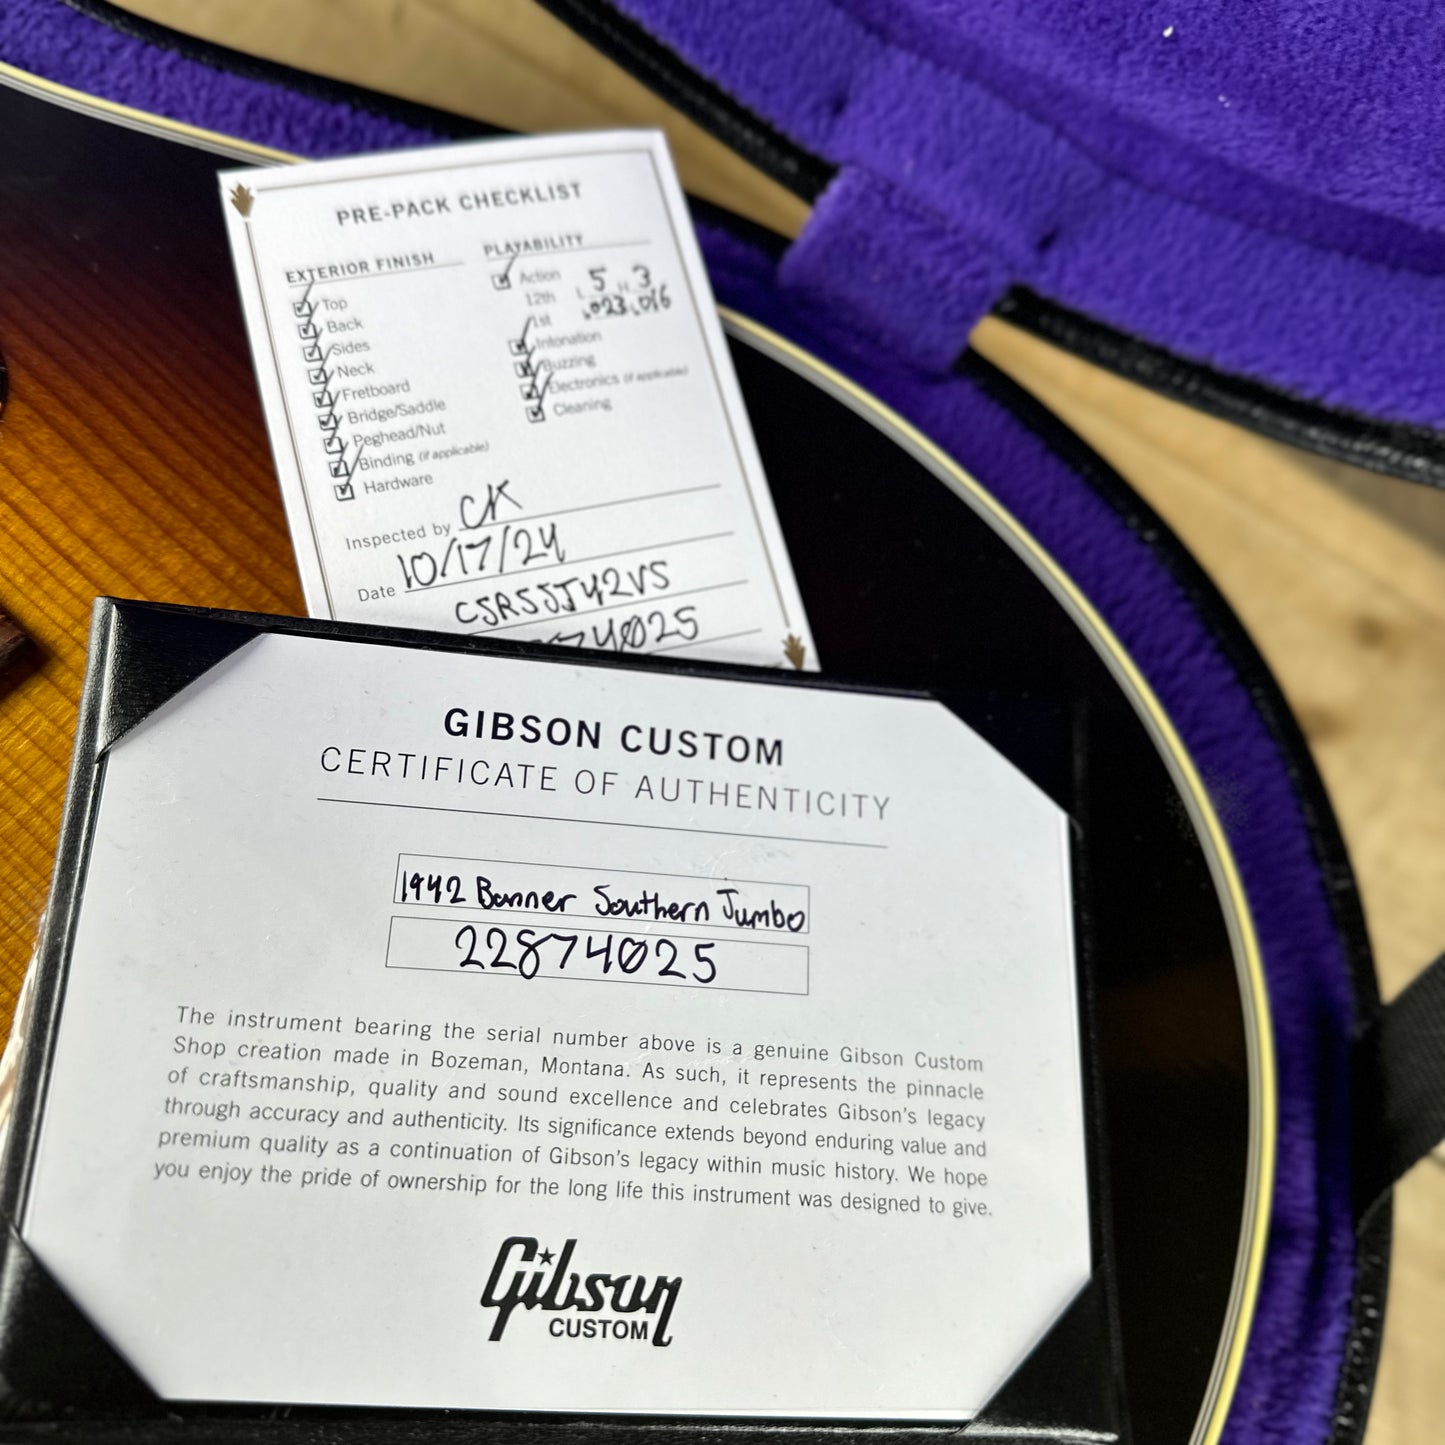 PRE-PACK CHECKLIST
EXTERIOR FINISH
Top
Back
Sides
Neck
Fretboard
Bridge/Saddle
Peghead/Nut
Binding (if applicable)
Hardware
PLAYABILITY
Action
12th L 5 H 3
1st .023 .016
Intonation
Buzzing
Electronics (if applicable)
Cleaning
Inspected by CK
Date 10/17/24
CSRSSJ42VS
74025
GIBSON CUSTOM
CERTIFICATE OF AUTHENTICITY
1942 Banner Southern Jumbo
22874025
The instrument bearing the serial number above is a genuine Gibson Custom
Shop creation made in Bozeman, Montana. As such, it represents the pinnacle
of craftsmanship, quality and sound excellence and celebrates Gibson's legacy
through accuracy and authenticity. Its significance extends beyond enduring value and
premium quality as a continuation of Gibson's legacy within music history. We hope
you enjoy the pride of ownership for the long life this instrument was designed to give.
Gibson
CUSTOM